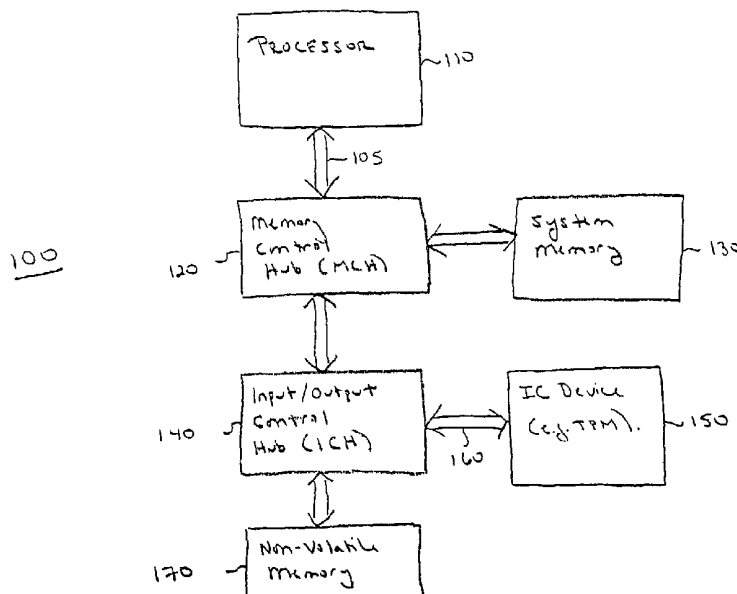 PROCESSOR
110
105
100
Memory
Control
Hub (MCH)
120
System
Memory
130
Input/Output
Control
Hub (ICH)
140
IC Device
(e.g. TPM).
150
160
Non-Volatile
Memory
170